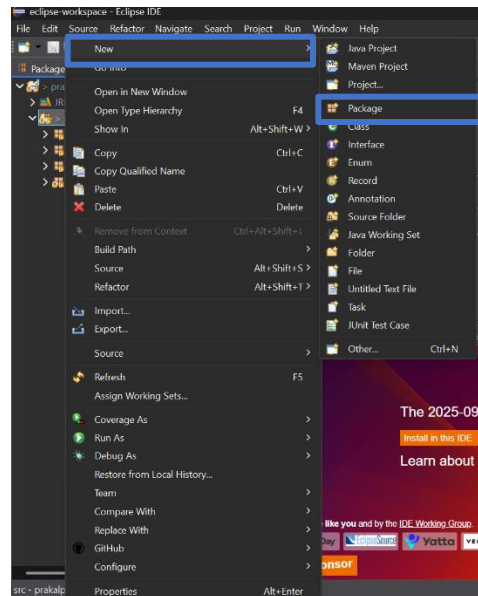 eclipse-workspace - Eclipse IDE
File Edit Source Refactor Navigate Search Project Run Window Help
Package
New
Go Into
Open in New Window
Open Type Hierarchy F4
Show In Alt+Shift+W >
Copy Ctrl+C
Copy Qualified Name
Paste Ctrl+V
Delete Delete
Remove from Context Ctrl+Alt+Shift+↓
Build Path >
Source Alt+Shift+S >
Refactor Alt+Shift+T >
Import...
Export...
Source >
Refresh F5
Assign Working Sets...
Coverage As >
Run As >
Debug As >
Restore from Local History...
Team >
Compare With >
Replace With >
GitHub >
Configure >
Properties Alt+Enter
Java Project
Maven Project
Project...
Package
Class
Interface
Enum
Record
Annotation
Source Folder
Java Working Set
Folder
File
Untitled Text File
Task
JUnit Test Case
Other... Ctrl+N
The 2025-09
Install in this IDE
Learn about
like you and by the IDE Working Group.
Day EclipseSource Yatta
onsor
src - prakalp